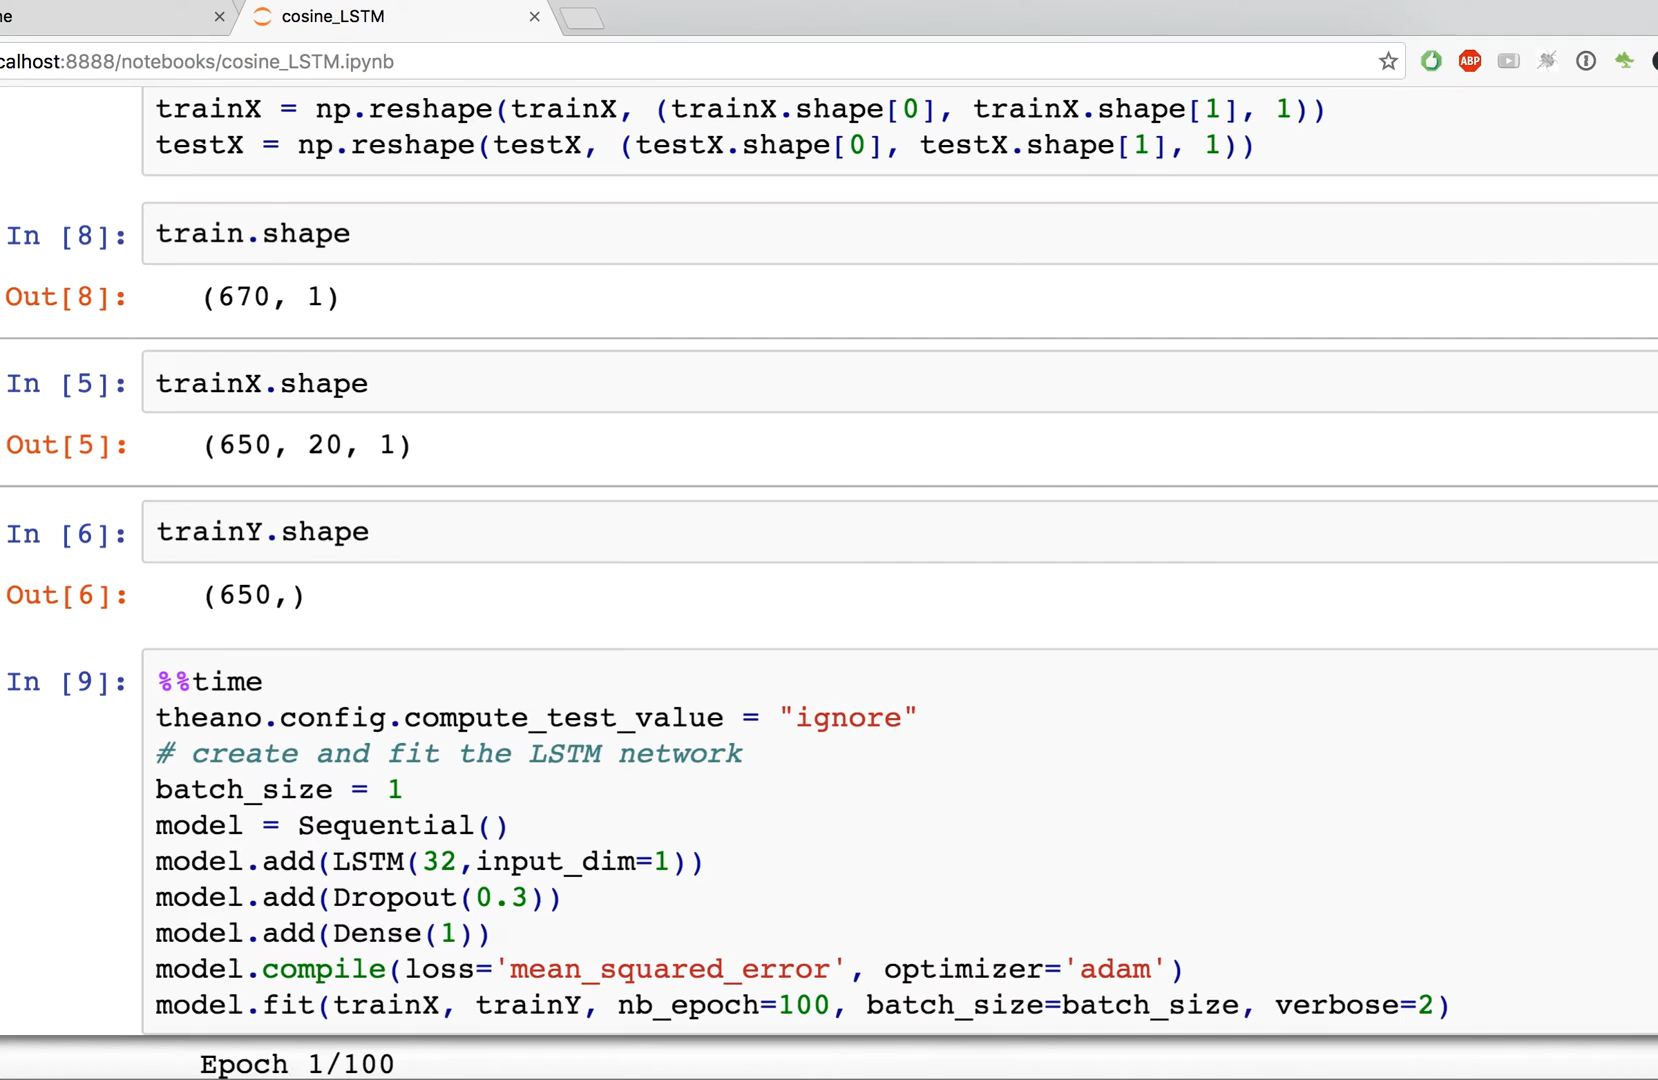 ne
cosine_LSTM
calhost:8888/notebooks/cosine_LSTM.ipynb
ABP
trainX = np.reshape(trainX, (trainX.shape[0], trainX.shape[1], 1))
testX = np.reshape(testX, (testX.shape[0], testX.shape[1], 1))
In [8]: train.shape
Out[8]: (670, 1)
In [5]: trainX.shape
Out[5]: (650, 20, 1)
In [6]: trainY.shape
Out[6]: (650,)
In [9]: %%time
theano.config.compute_test_value = "ignore"
# create and fit the LSTM network
batch_size = 1
model = Sequential()
model.add(LSTM(32,input_dim=1))
model.add(Dropout(0.3))
model.add(Dense(1))
model.compile(loss='mean_squared_error', optimizer='adam')
model.fit(trainX, trainY, nb_epoch=100, batch_size=batch_size, verbose=2)
Epoch 1/100